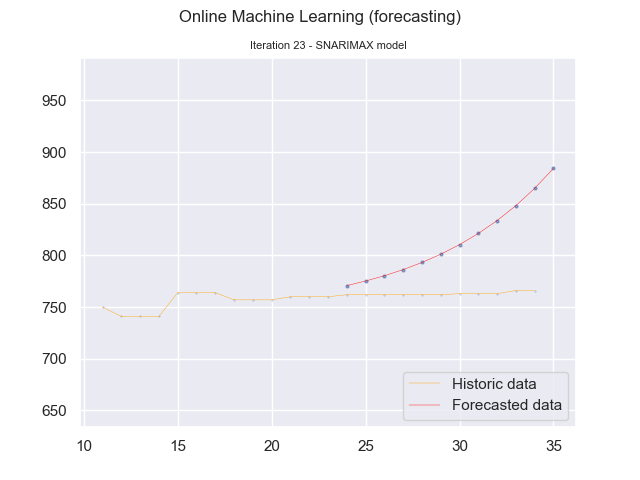 Online Machine Learning (forecasting)
Iteration 23 - SNARIMAX model
950
900
850
800
750
700
650
10 15 20 25 30 35
Historic data
Forecasted data